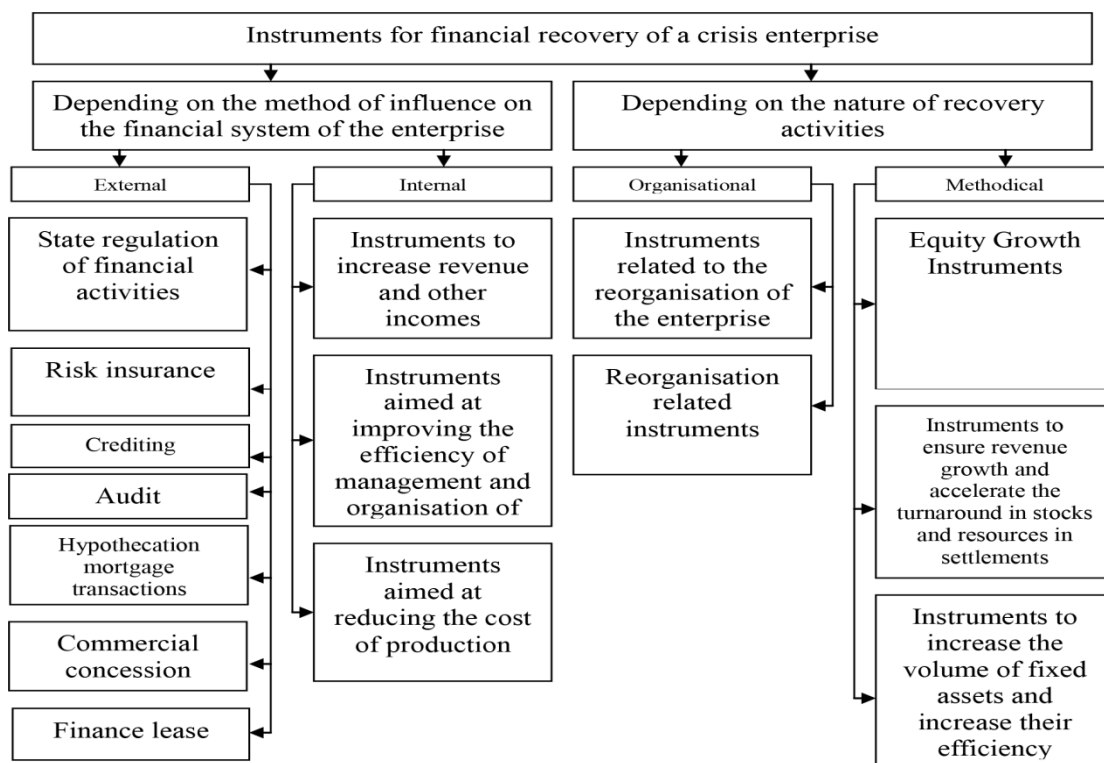 Instruments for financial recovery of a crisis enterprise
Depending on the method of influence on
the financial system of the enterprise
Depending on the nature of recovery
activities
External
Internal
Organisational
Methodical
State regulation
of financial
activities
Risk insurance
Crediting
Audit
Hypothecation
mortgage
transactions
Commercial
concession
Finance lease
Instruments to
increase revenue
and other
incomes
Instruments
aimed at
improving the
efficiency of
management and
organisation of
Instruments
aimed at
reducing the cost
of production
Instruments
related to the
reorganisation of
the enterprise
Reorganisation
related
instruments
Equity Growth
Instruments
Instruments to
ensure revenue
growth and
accelerate the
turnaround in stocks
and resources in
settlements
Instruments to
increase the
volume of fixed
assets and
increase their
efficiency